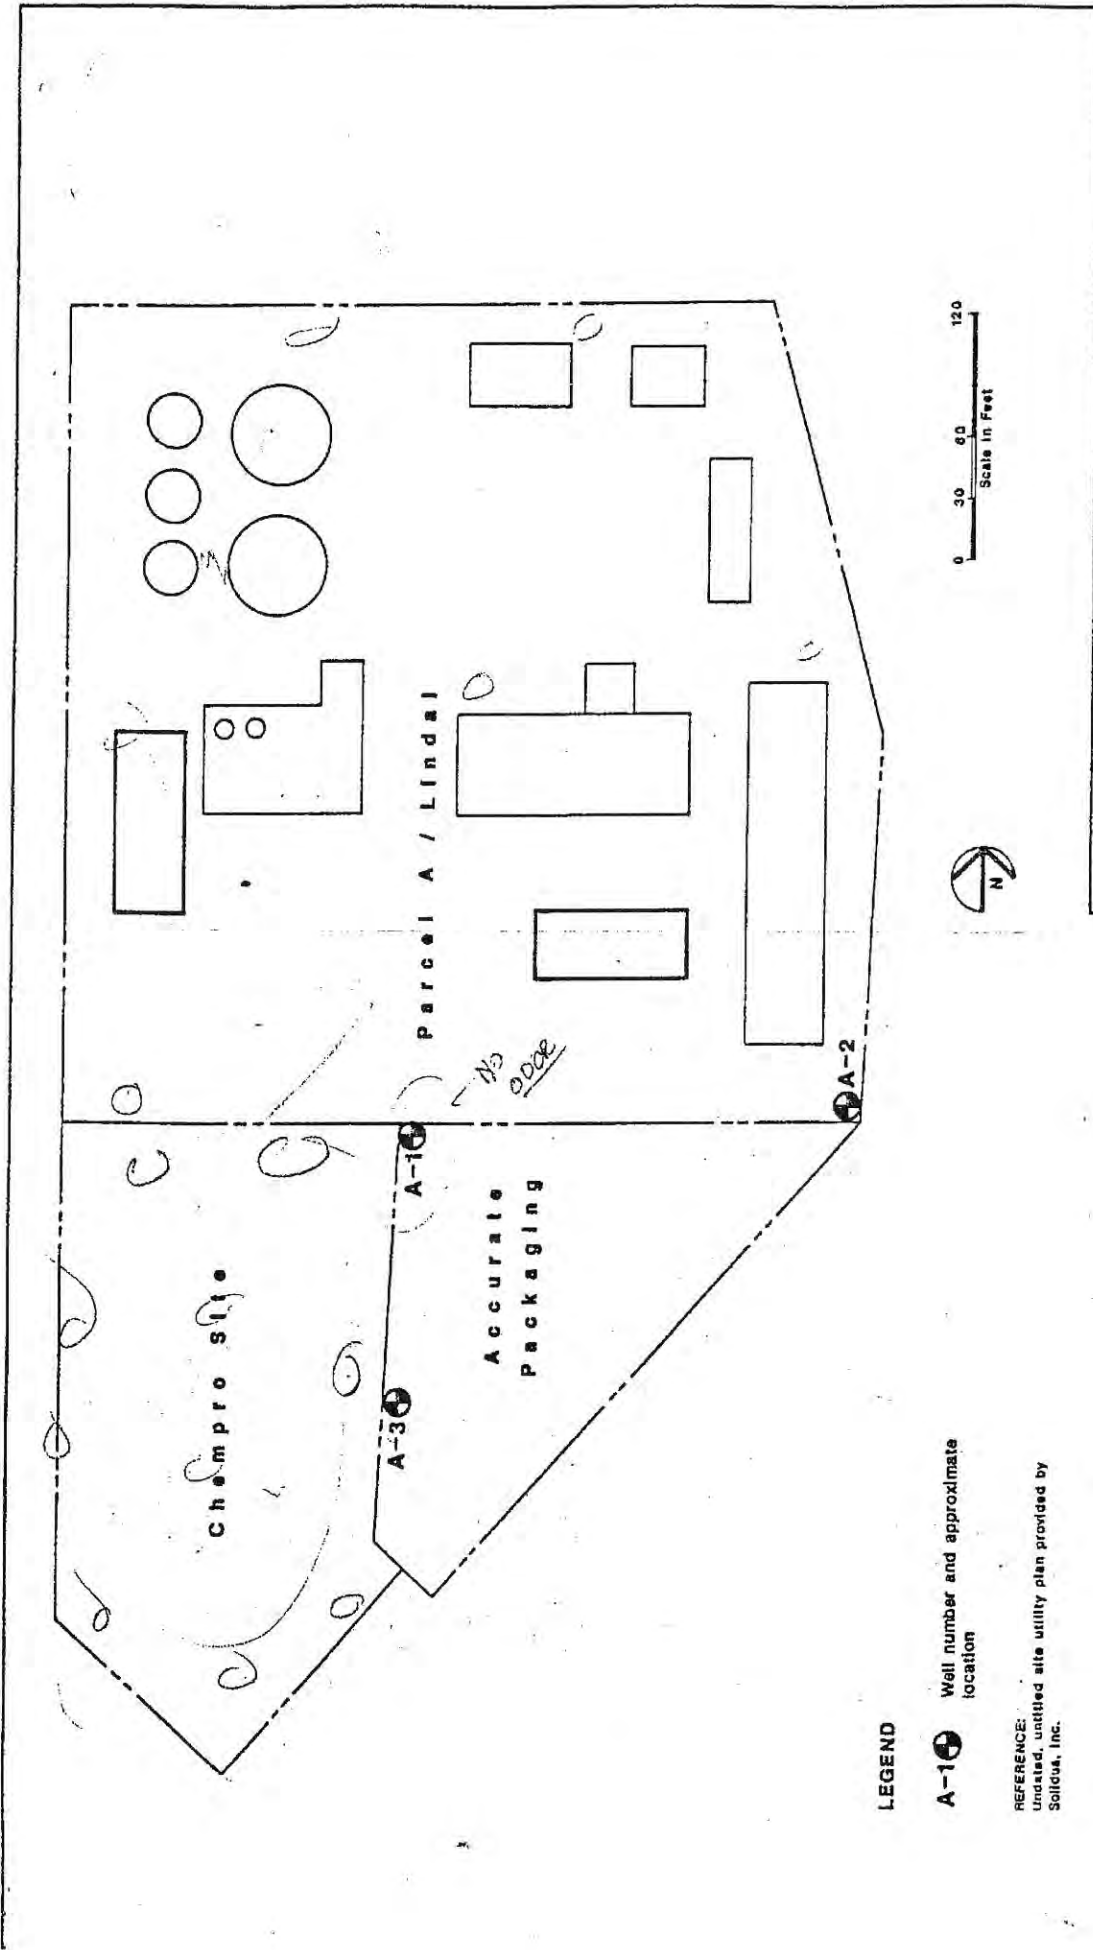 Chempro Site
Parcel A / Lindal
Accurate
Packaging
A-3
A-1
A-2
NO
ODOR
LEGEND
A-1 Well number and approximate
location
REFERENCE:
Undated, untitled site utility plan provided by
Solidus, Inc.
N
0 30 60 120
Scale in Feet